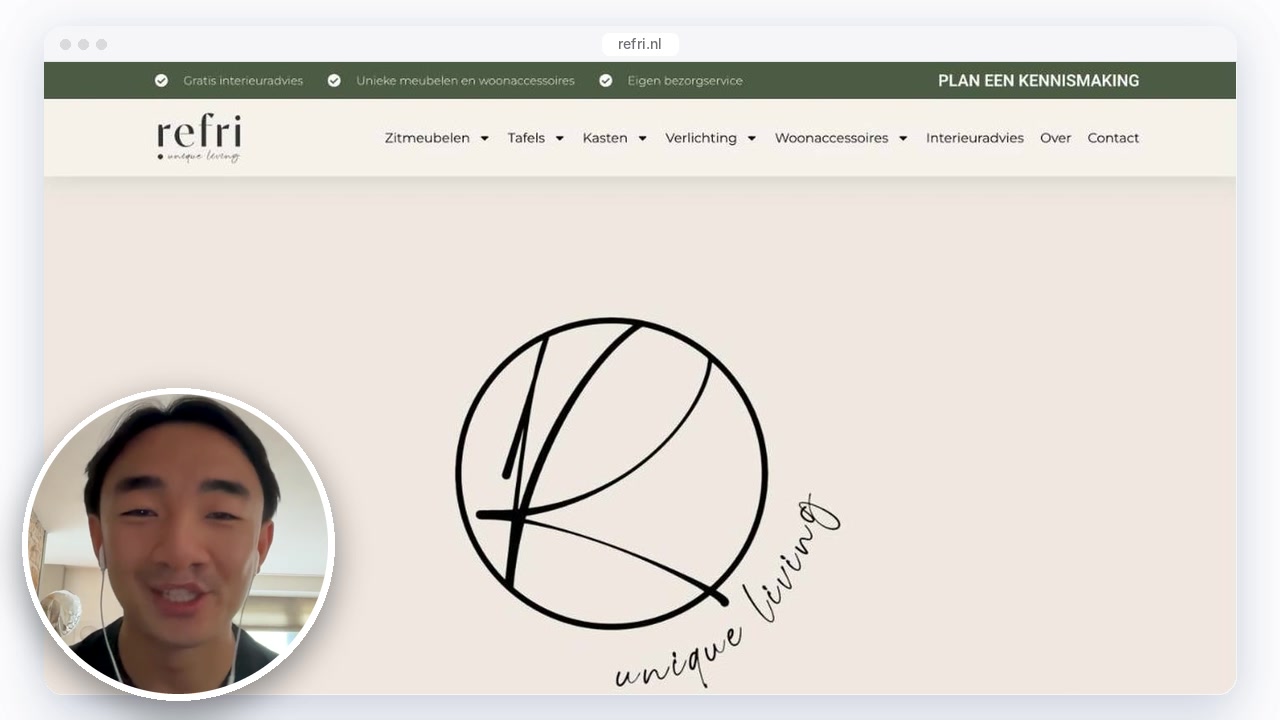 refri.nl
Gratis interieuradvies Unieke meubelen en woonaccessoires Eigen bezorgservice PLAN EEN KENNISMAKING
refri
unique living
Zitmeubelen Tafels Kasten Verlichting Woonaccessoires Interieuradvies Over Contact
R
unique living